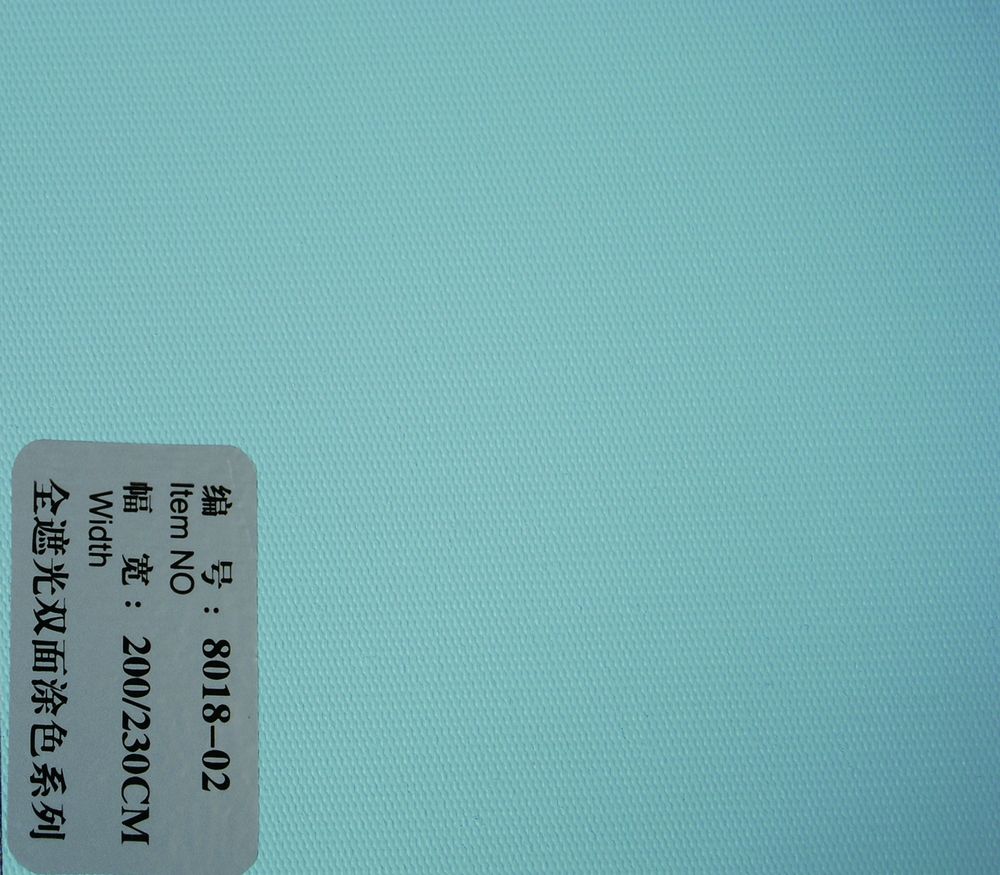 编 号：8018-02
Item NO
幅 宽：200/230CM
Width
全遮光双面涂色系列